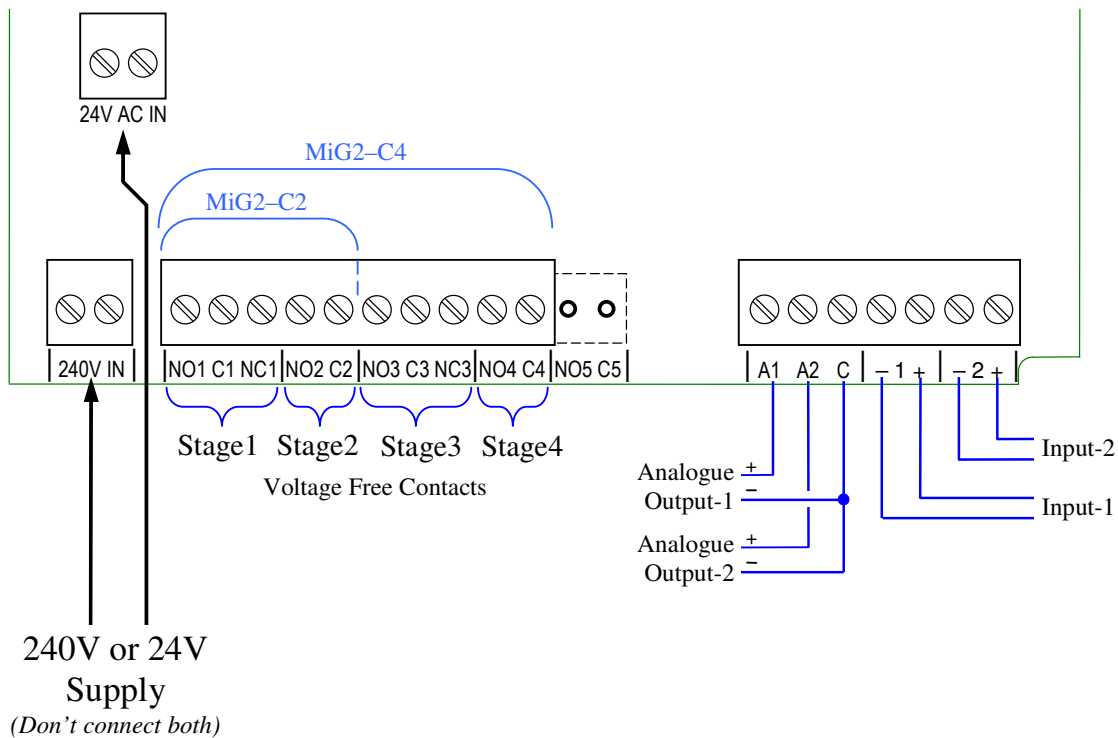 24V AC IN
MiG2–C4
MiG2–C2
240V IN
NO1 C1 NC1 NO2 C2 NO3 C3 NC3 NO4 C4 NO5 C5
A1 A2 C – 1 + – 2 +
Stage1 Stage2 Stage3 Stage4
Voltage Free Contacts
Input-2
Analogue +
Output-1 –
Input-1
Analogue +
Output-2 –
240V or 24V
Supply
(Don't connect both)